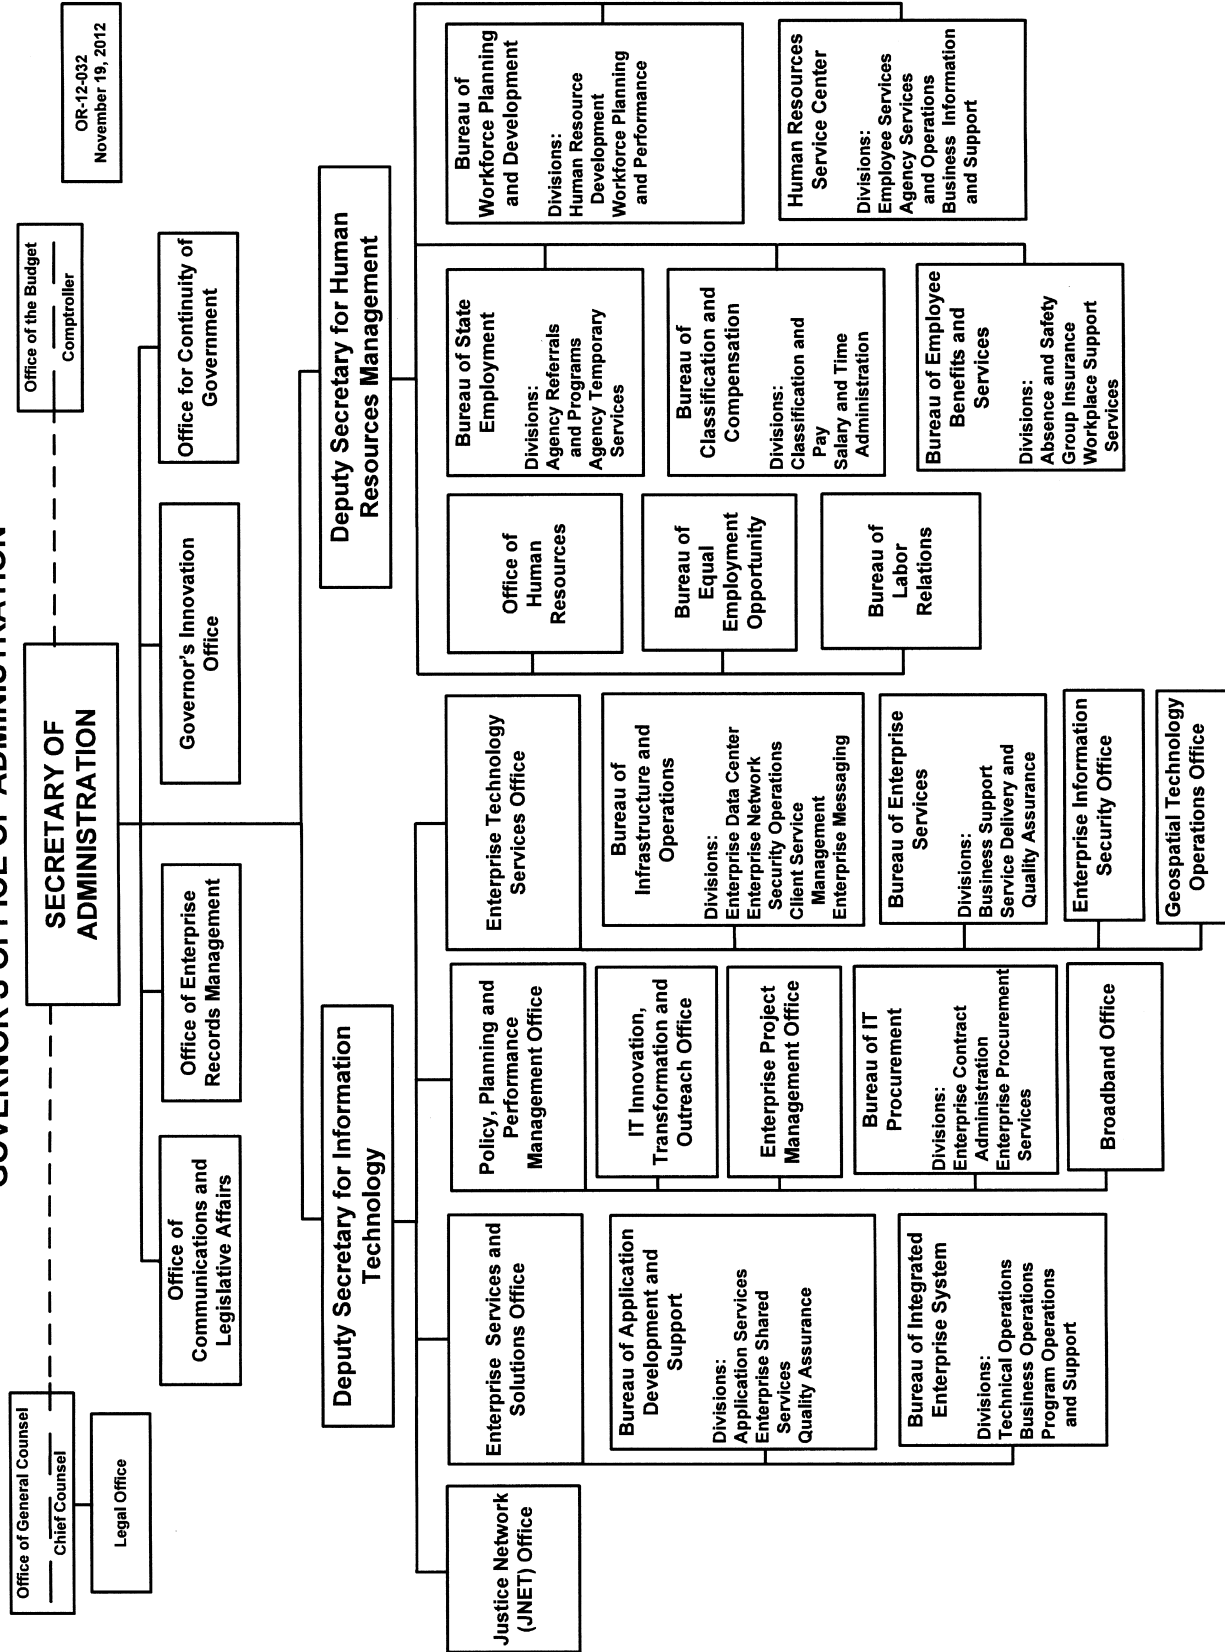 GOVERNOR'S OFFICE OF ADMINISTRATION
OR-12-032
November 19, 2012
Office of General Counsel
Chief Counsel
Legal Office
SECRETARY OF
ADMINISTRATION
Office of the Budget
Comptroller
Office of
Communications and
Legislative Affairs
Office of Enterprise
Records Management
Governor's Innovation
Office
Office for Continuity of
Government
Deputy Secretary for Information
Technology
Deputy Secretary for Human
Resources Management
Justice Network
(JNET) Office
Enterprise Services and
Solutions Office
Bureau of Application
Development and
Support
Divisions:
Application Services
Enterprise Shared
Services
Quality Assurance
Bureau of Integrated
Enterprise System
Divisions:
Technical Operations
Business Operations
Program Operations
and Support
Policy, Planning and
Performance
Management Office
IT Innovation,
Transformation and
Outreach Office
Enterprise Project
Management Office
Bureau of IT
Procurement
Divisions:
Enterprise Contract
Administration
Enterprise Procurement
Services
Broadband Office
Enterprise Technology
Services Office
Bureau of
Infrastructure and
Operations
Divisions:
Enterprise Data Center
Enterprise Network
Security Operations
Client Service
Management
Enterprise Messaging
Bureau of Enterprise
Services
Divisions:
Business Support
Service Delivery and
Quality Assurance
Enterprise Information
Security Office
Geospatial Technology
Operations Office
Office of
Human
Resources
Bureau of
Equal
Employment
Opportunity
Bureau of
Labor
Relations
Bureau of State
Employment
Divisions:
Agency Referrals
and Programs
Agency Temporary
Services
Bureau of
Classification and
Compensation
Divisions:
Classification and
Pay
Salary and Time
Administration
Bureau of Employee
Benefits and
Services
Divisions:
Absence and Safety
Group Insurance
Workplace Support
Services
Bureau of
Workforce Planning
and Development
Divisions:
Human Resource
Development
Workforce Planning
and Performance
Human Resources
Service Center
Divisions:
Employee Services
Agency Services
and Operations
Business Information
and Support